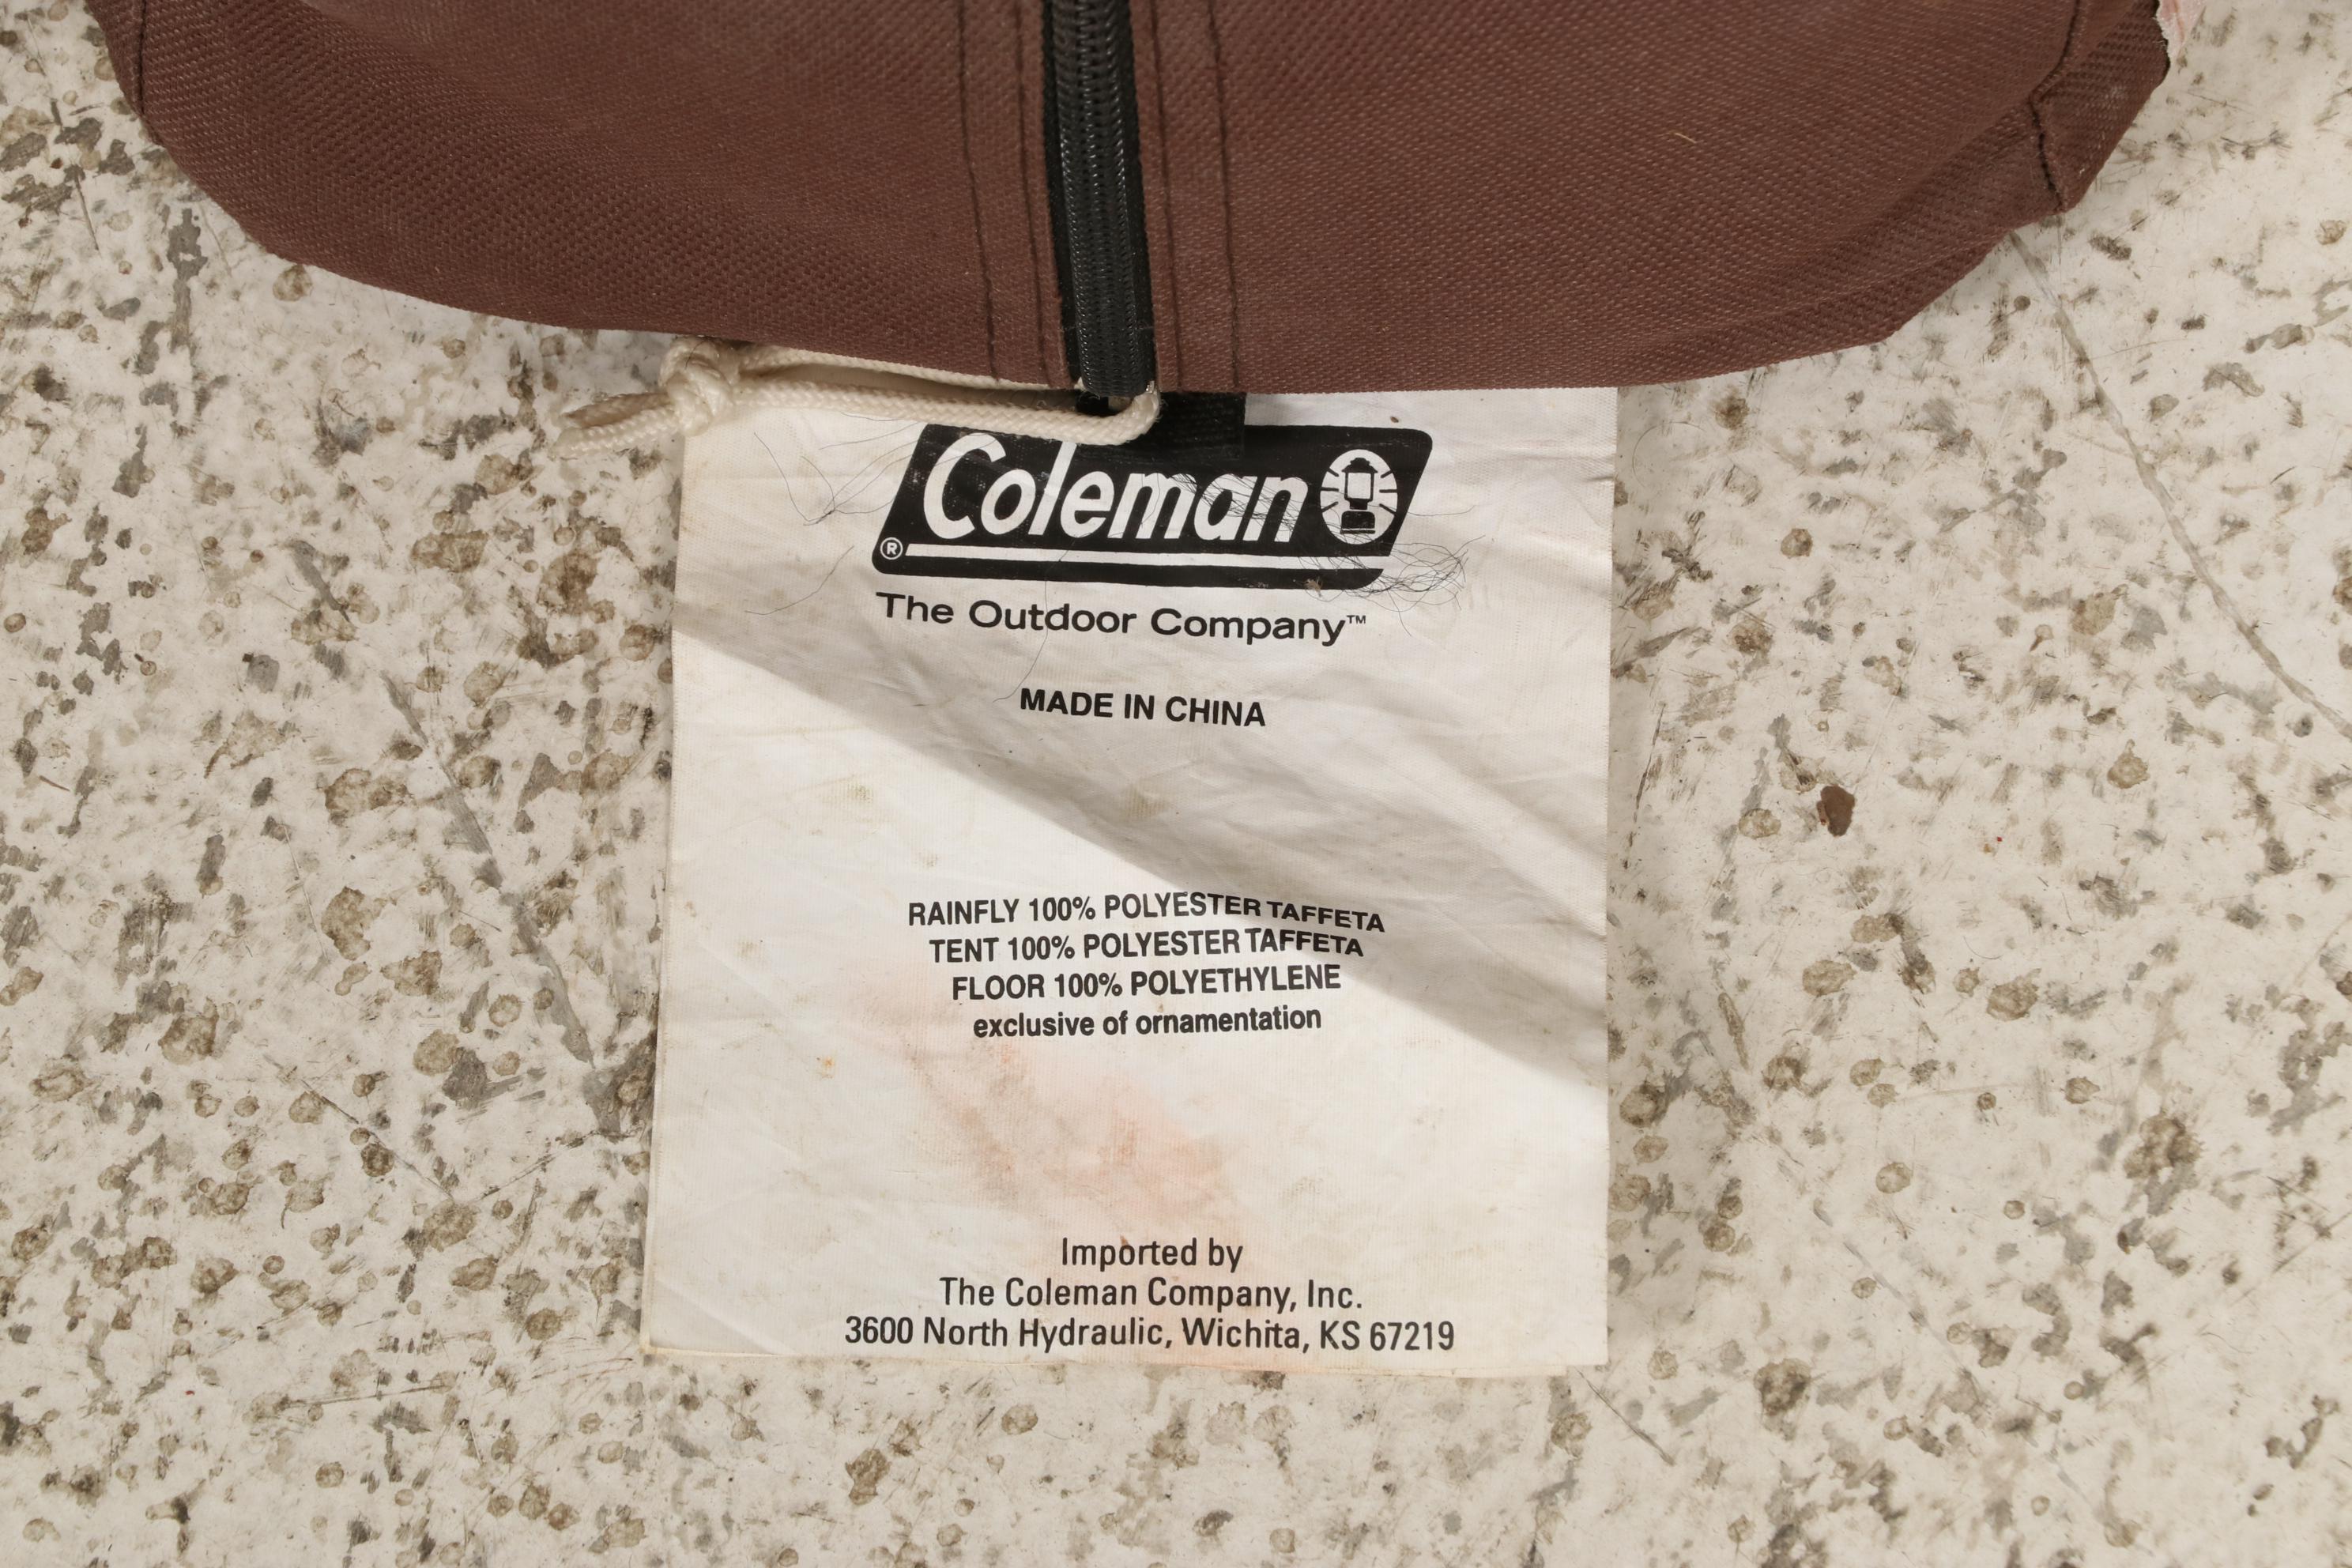 Coleman
®
The Outdoor Company™
MADE IN CHINA
RAINFLY 100% POLYESTER TAFFETA
TENT 100% POLYESTER TAFFETA
FLOOR 100% POLYETHYLENE
exclusive of ornamentation
Imported by
The Coleman Company, Inc.
3600 North Hydraulic, Wichita, KS 67219